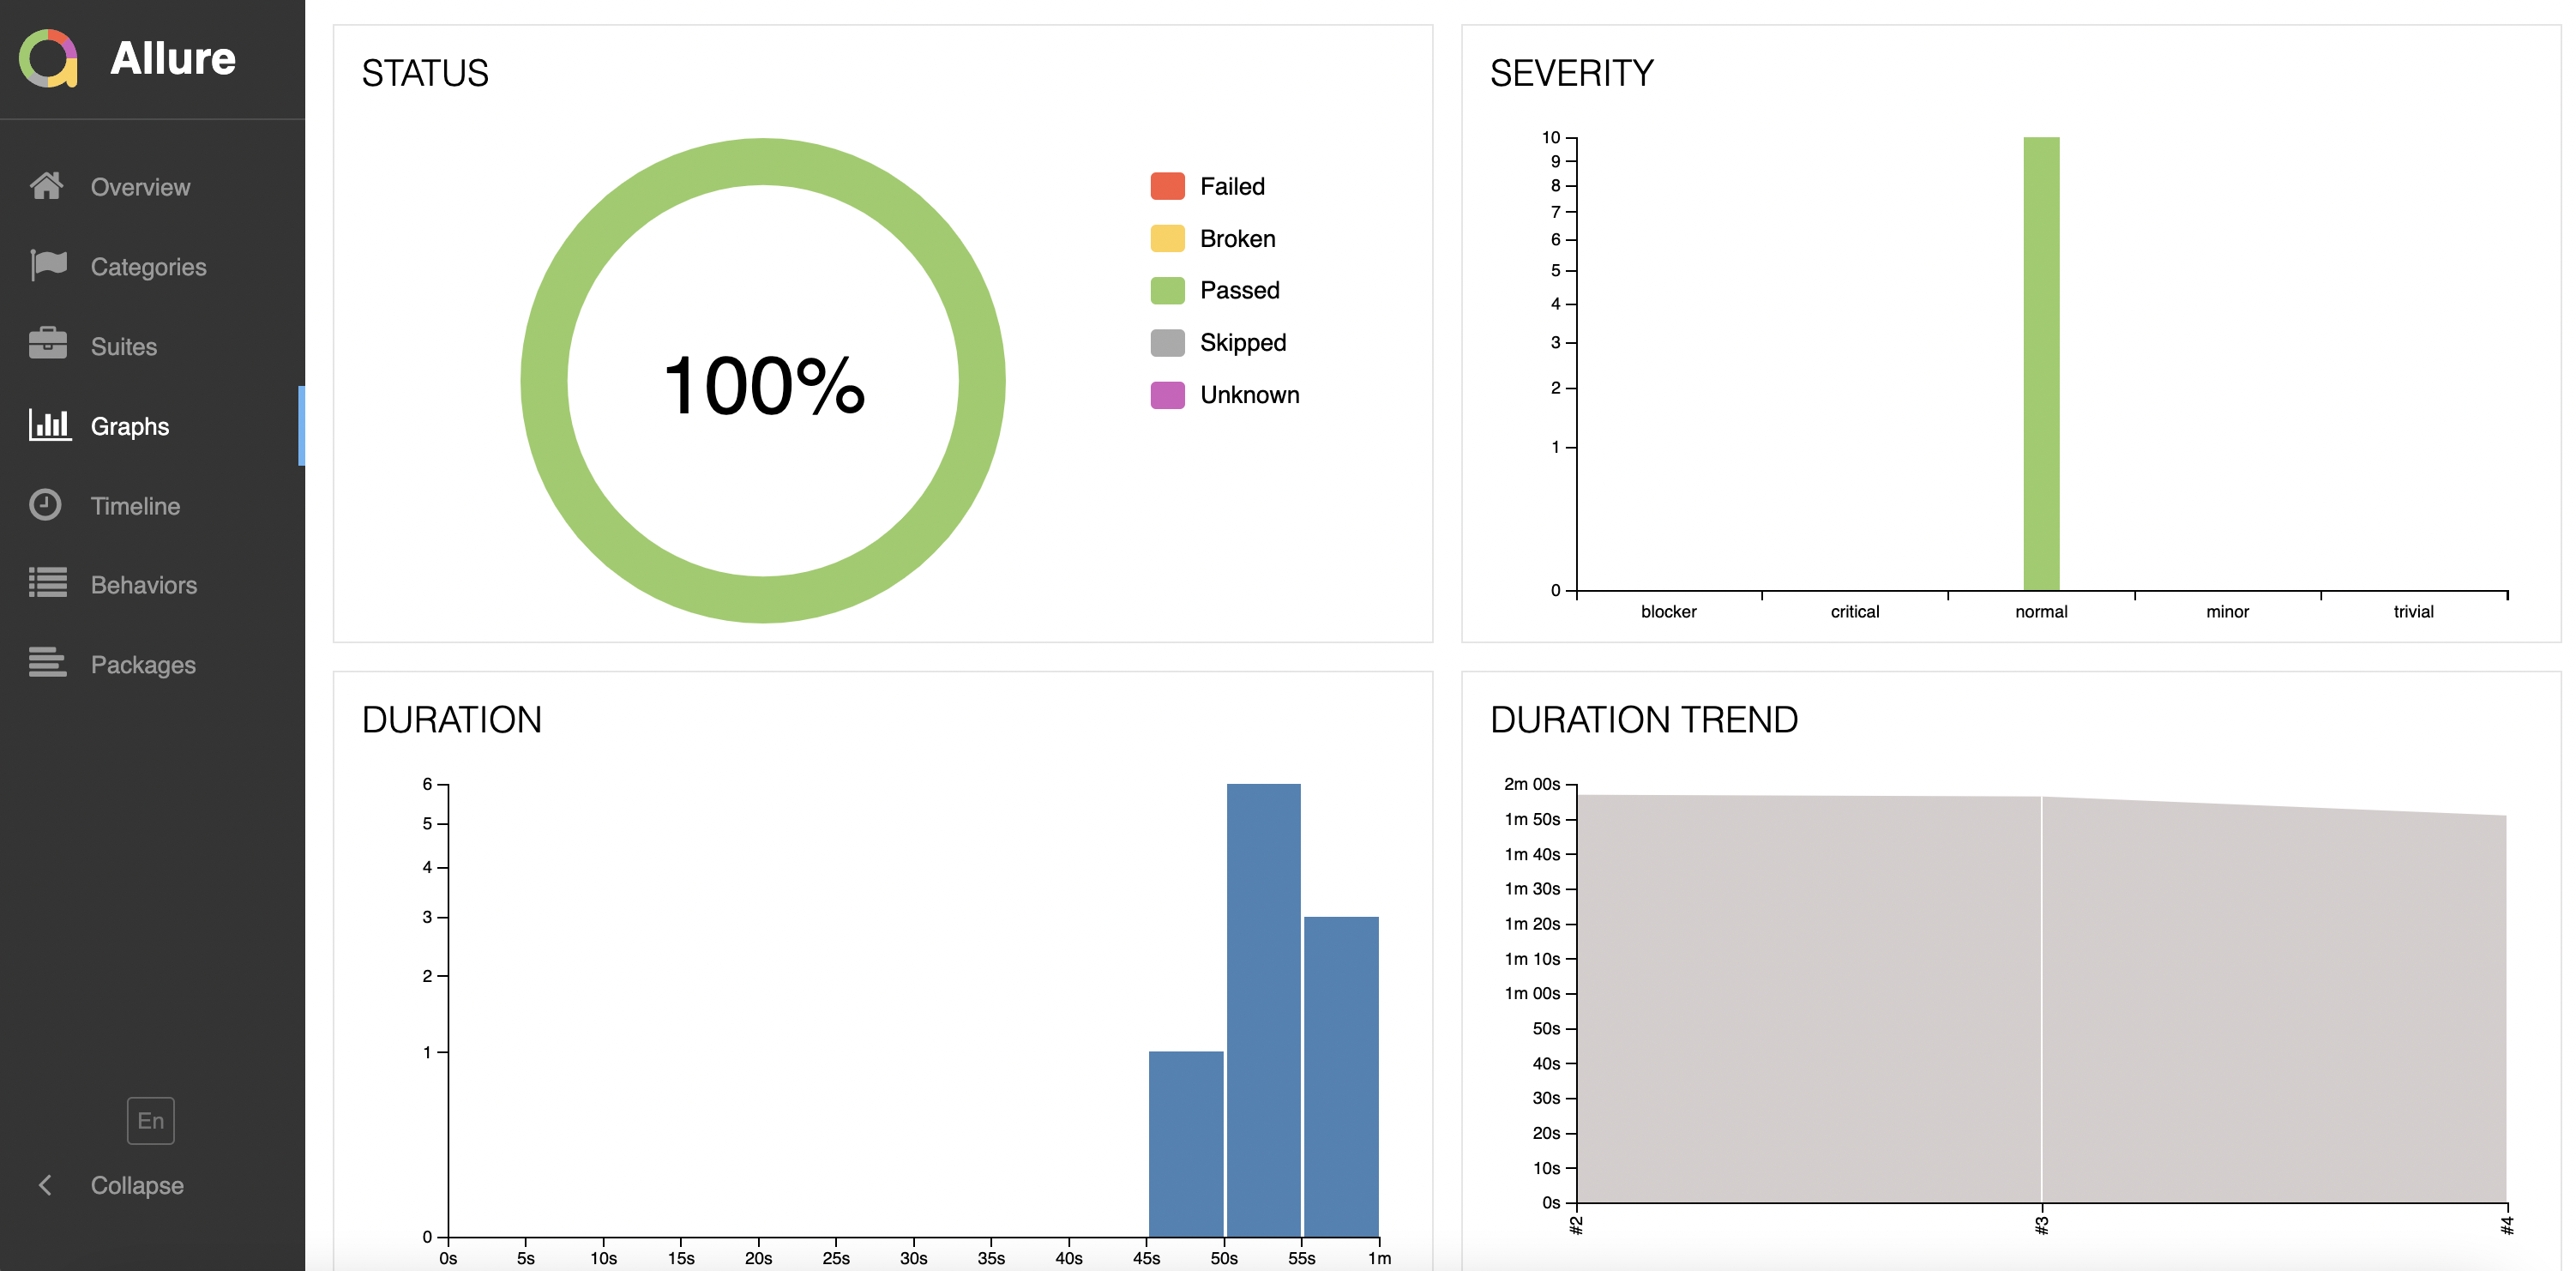 Allure
Overview
Categories
Suites
Graphs
Timeline
Behaviors
Packages
En
Collapse
STATUS
100%
Failed
Broken
Passed
Skipped
Unknown
SEVERITY
10
9
8
7
6
5
4
3
2
1
0
blocker critical normal minor trivial
DURATION
6
5
4
3
2
1
0
0s 5s 10s 15s 20s 25s 30s 35s 40s 45s 50s 55s 1m
DURATION TREND
2m 00s
1m 50s
1m 40s
1m 30s
1m 20s
1m 10s
1m 00s
50s
40s
30s
20s
10s
0s
#2 #3 #4